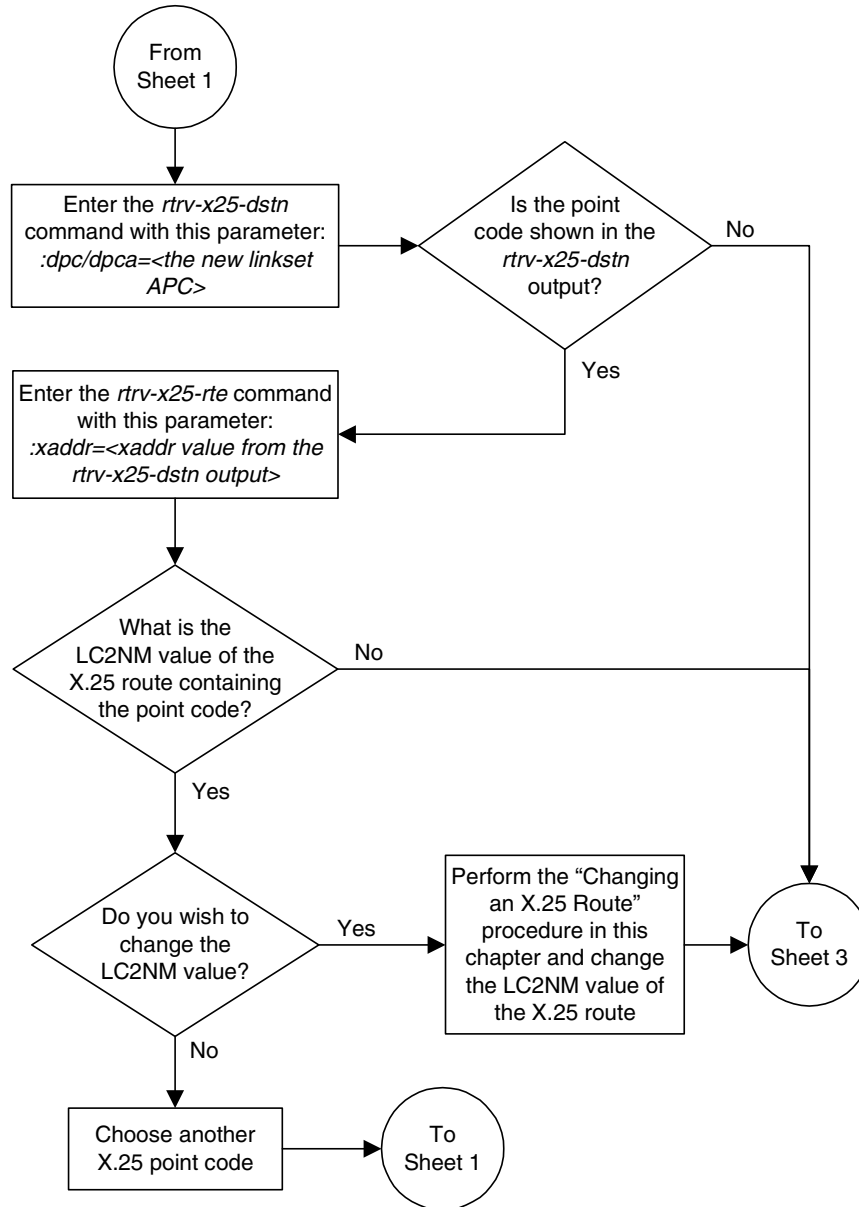 From
Sheet 1
Enter the rtrv-x25-dstn
command with this parameter:
:dpc/dpca=<the new linkset
APC>
Is the point
code shown in the
rtrv-x25-dstn
output?
No
Yes
Enter the rtrv-x25-rte command
with this parameter:
:xaddr=<xaddr value from the
rtrv-x25-dstn output>
What is the
LC2NM value of the
X.25 route containing
the point code?
No
Yes
Do you wish to
change the
LC2NM value?
Yes
Perform the “Changing
an X.25 Route”
procedure in this
chapter and change
the LC2NM value of
the X.25 route
To
Sheet 3
No
Choose another
X.25 point code
To
Sheet 1